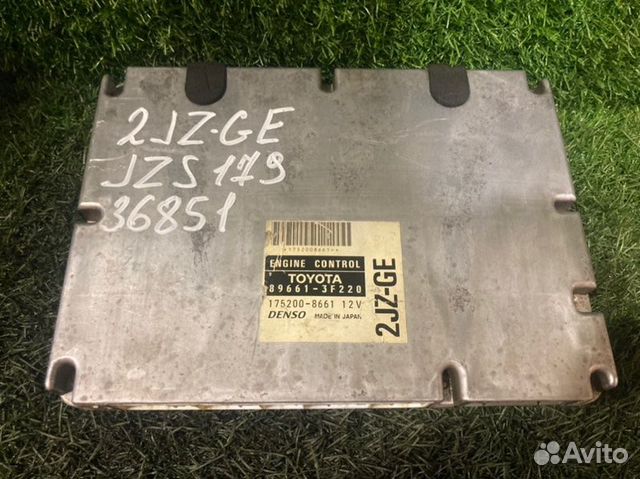 2JZ-GE
JZS179
36851
*1752008661*
ENGINE CONTROL
TOYOTA
89661-3F220
175200-8661 12V
DENSO MADE IN JAPAN
2JZ-GE
Avito